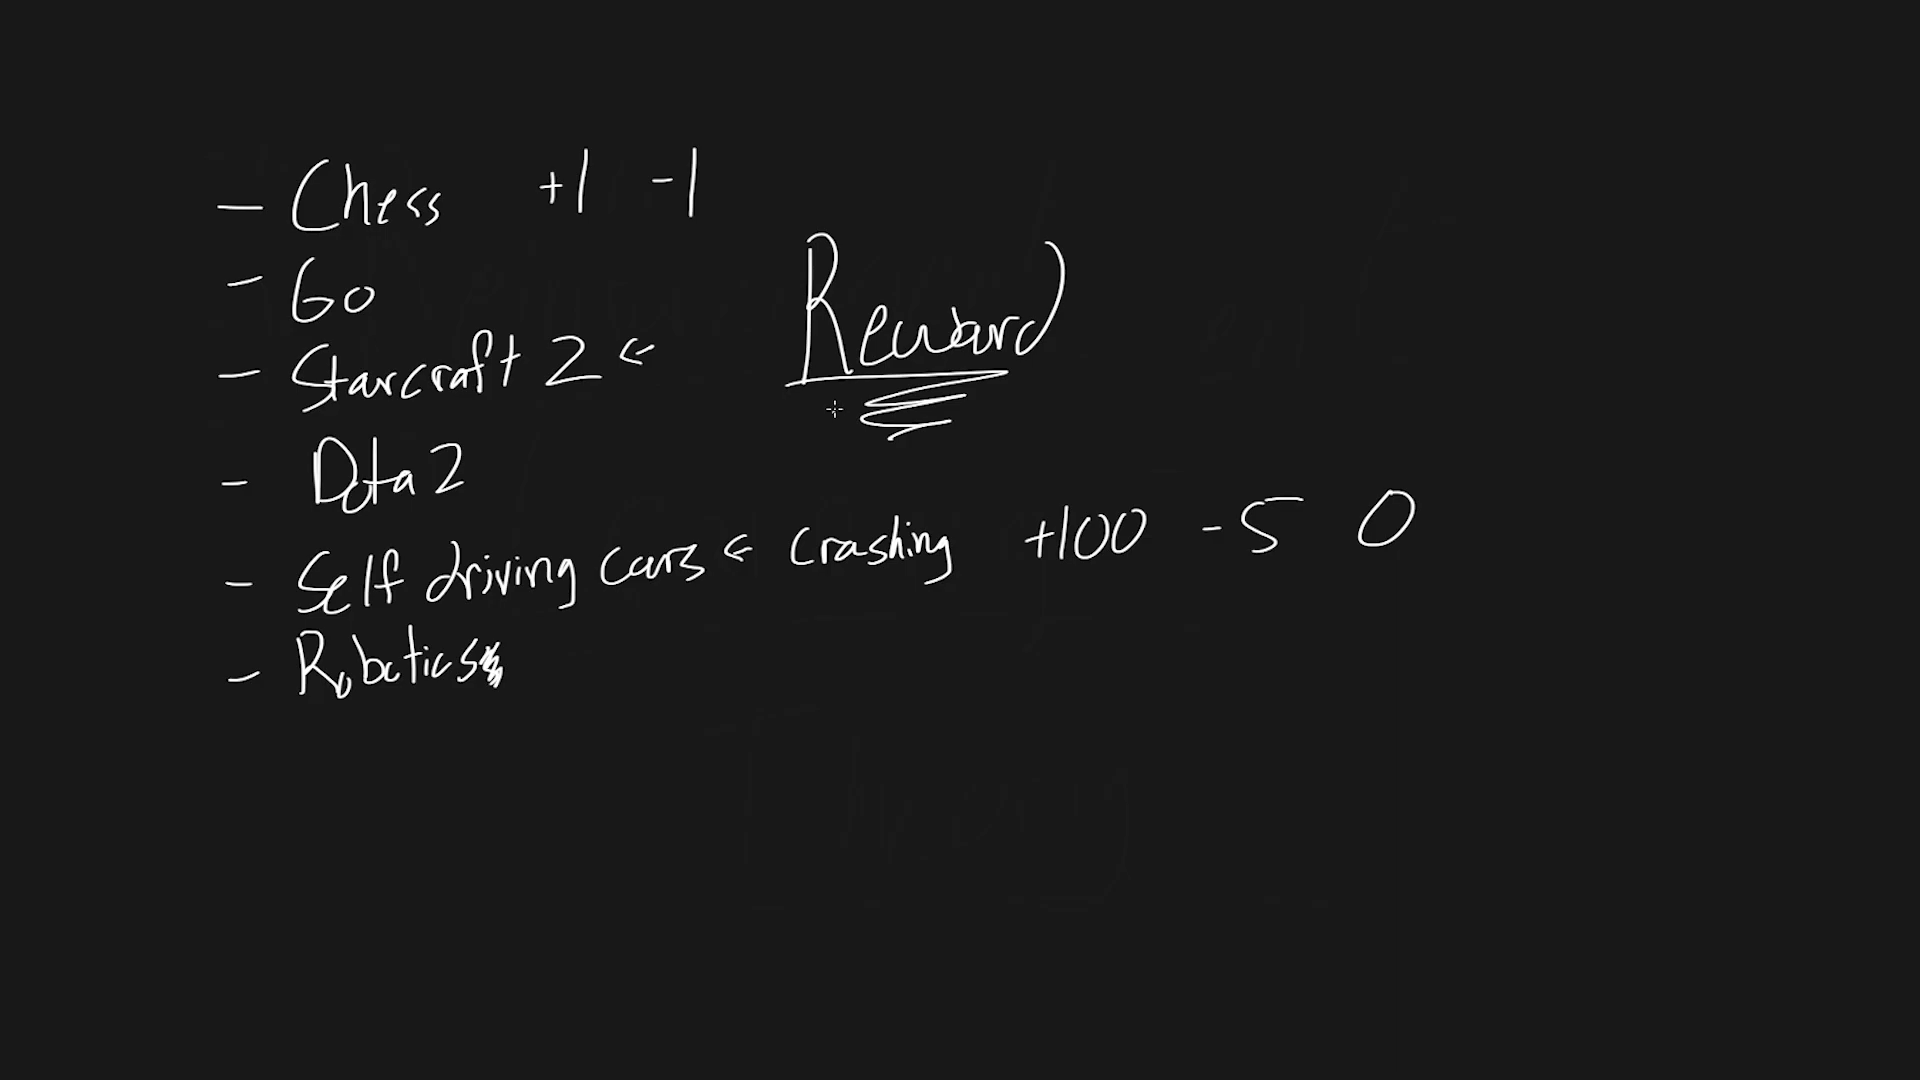 - Chess +1 -1
- Go
Reward
- Starcraft 2 <
- Dota 2
- Self driving cars < crashing +100 -5 0
- Robotics